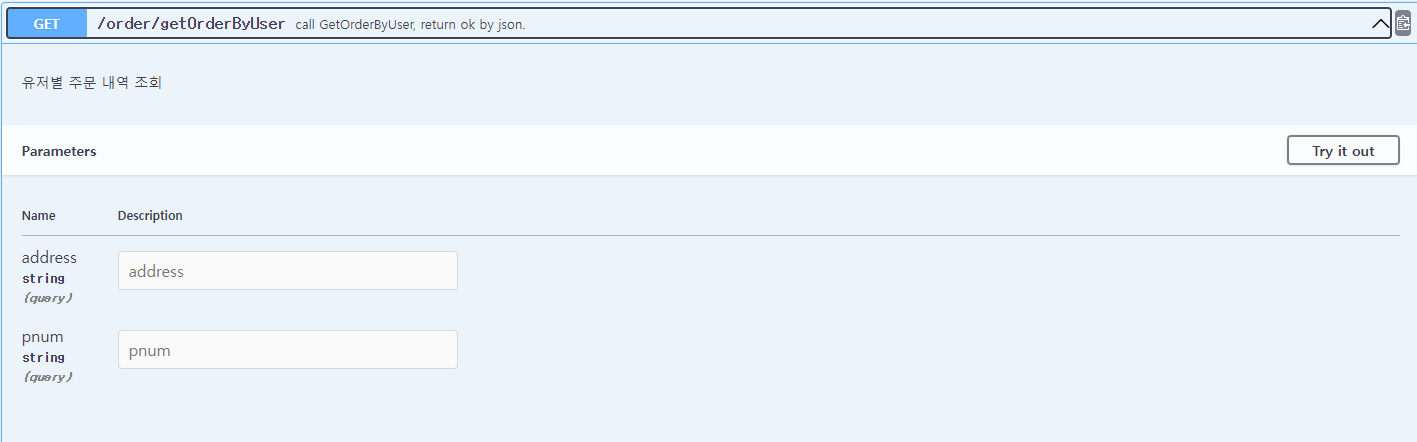 GET /order/getOrderByUser call GetOrderByUser, return ok by json.
유저별 주문 내역 조회
Parameters Try it out
Name Description
address address
string
(query)
pnum pnum
string
(query)